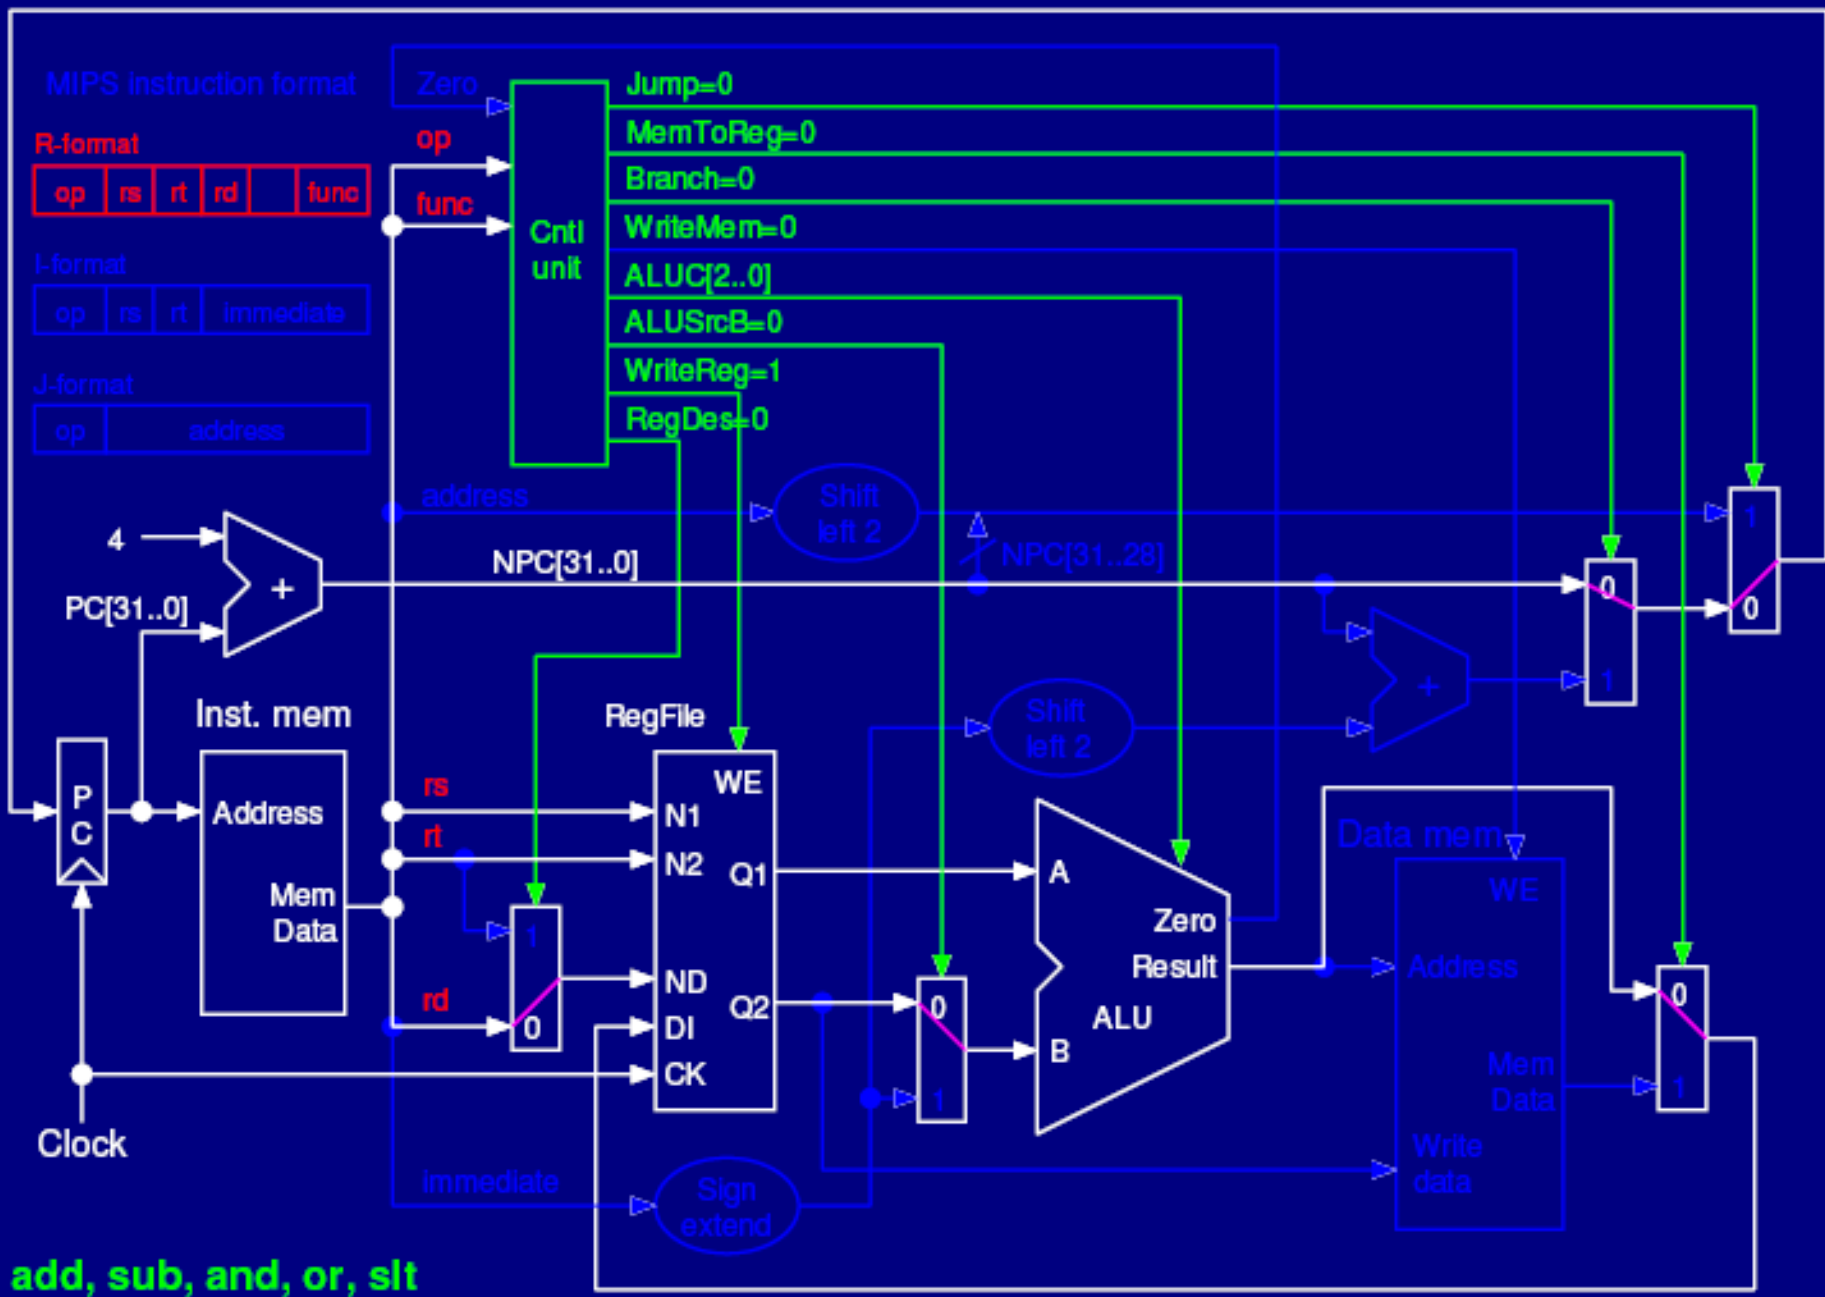 MIPS instruction format
Zero
Jump=0
MemToReg=0
Branch=0
WriteMem=0
ALUC[2..0]
ALUSrcB=0
WriteReg=1
RegDes=0
op
func
Cntl
unit
R-format
op rs rt rd func
I-format
op rs rt immediate
J-format
op address
address
Shift
left 2
1
0
4
+
PC[31..0]
NPC[31..0]
NPC[31..28]
0
1
+
Shift
left 2
Inst. mem
P
C
Address
Mem
Data
rs
rt
rd
1
0
RegFile
WE
N1
N2
Q1
ND
Q2
DI
CK
0
1
A
Zero
Result
ALU
B
Data mem
WE
Address
Mem
Data
Write
data
0
1
Clock
immediate
Sign
extend
add, sub, and, or, slt